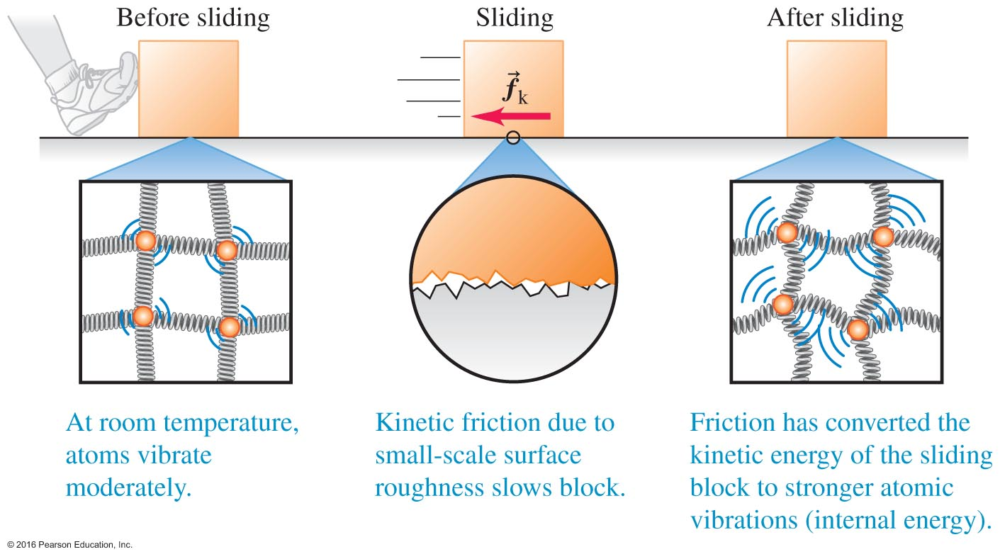 Before sliding
Sliding
After sliding
f⃗k
At room temperature,
atoms vibrate
moderately.
Kinetic friction due to
small-scale surface
roughness slows block.
Friction has converted the
kinetic energy of the sliding
block to stronger atomic
vibrations (internal energy).
© 2016 Pearson Education, Inc.